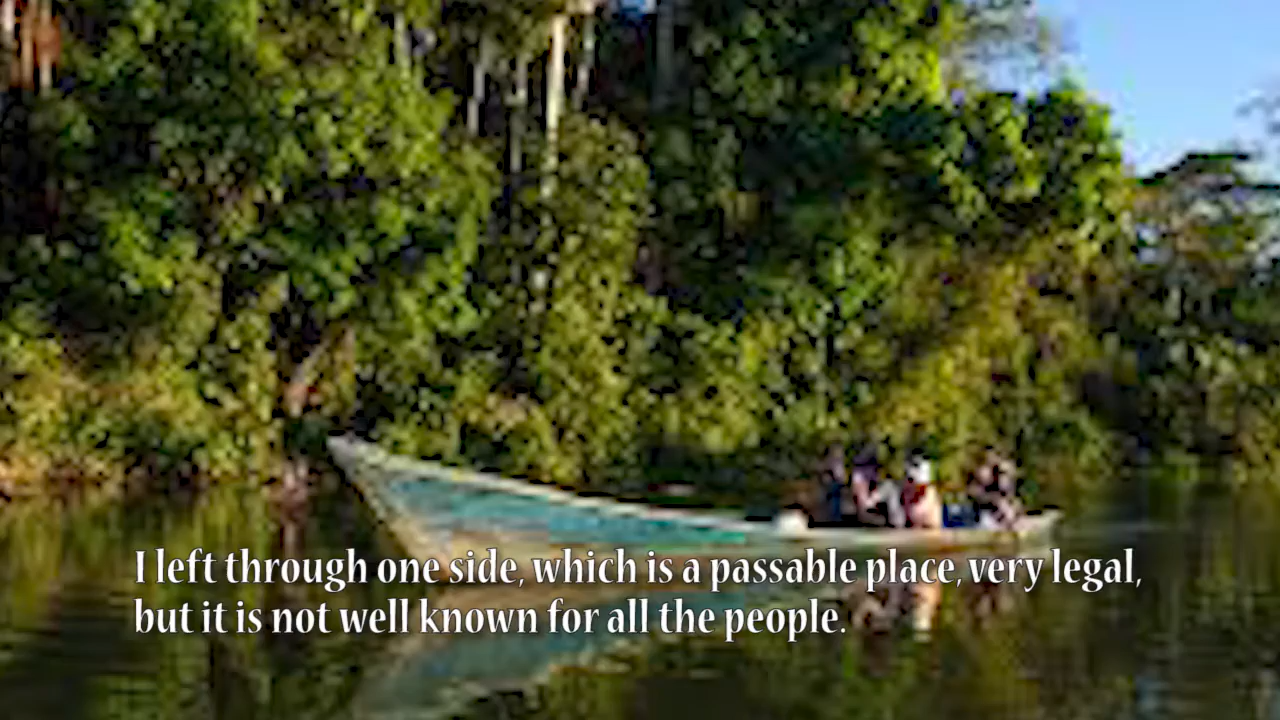 I left through one side, which is a passable place, very legal,
but it is not well known for all the people.